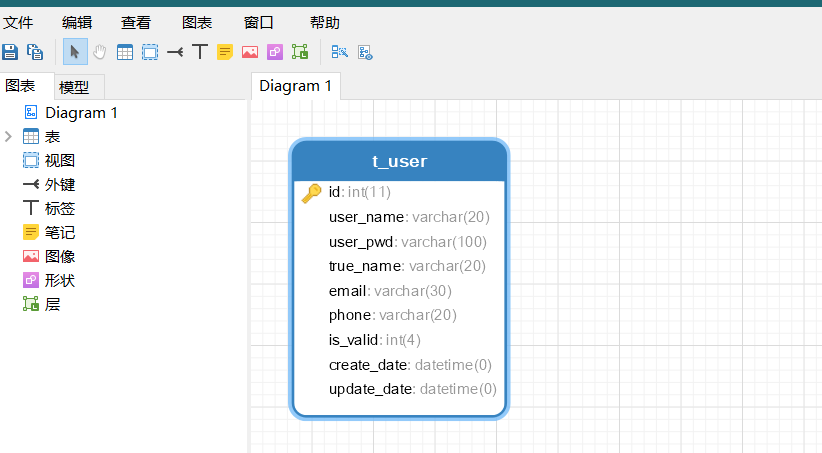 文件 编辑 查看 图表 窗口 帮助
图表 模型 Diagram 1
Diagram 1
表
视图
外键
标签
笔记
图像
形状
层
t_user
id: int(11)
user_name: varchar(20)
user_pwd: varchar(100)
true_name: varchar(20)
email: varchar(30)
phone: varchar(20)
is_valid: int(4)
create_date: datetime(0)
update_date: datetime(0)